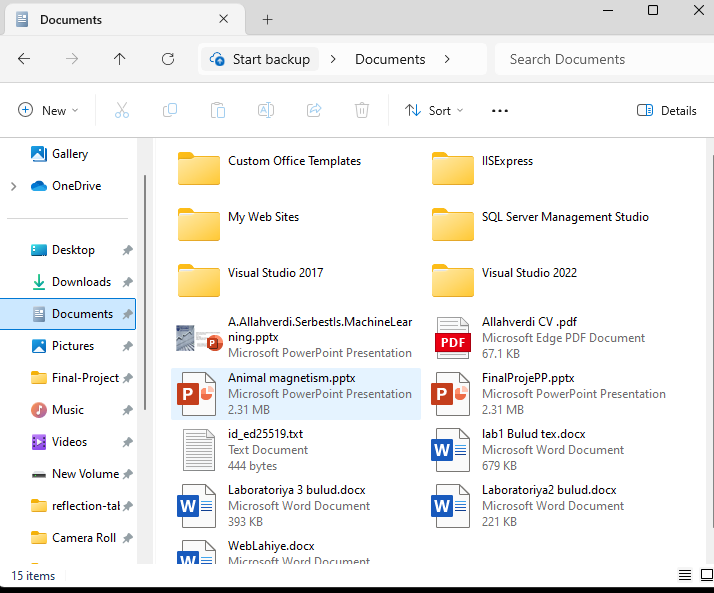 Documents
Start backup
Documents
Search Documents
New
Sort
Details
Gallery
OneDrive
Desktop
Downloads
Documents
Pictures
Final-Project
Music
Videos
New Volume
reflection-tab
Camera Roll
Custom Office Templates
IISExpress
My Web Sites
SQL Server Management Studio
Visual Studio 2017
Visual Studio 2022
A.Allahverdi.SerbestIs.MachineLear
ning.pptx
Microsoft PowerPoint Presentation
PDF
Allahverdi CV .pdf
Microsoft Edge PDF Document
67.1 KB
Animal magnetism.pptx
Microsoft PowerPoint Presentation
2.31 MB
FinalProjePP.pptx
Microsoft PowerPoint Presentation
2.31 MB
id_ed25519.txt
Text Document
444 bytes
lab1 Bulud tex.docx
Microsoft Word Document
679 KB
Laboratoriya 3 bulud.docx
Microsoft Word Document
393 KB
Laboratoriya2 bulud.docx
Microsoft Word Document
221 KB
WebLahiye.docx
Microsoft Word Document
15 items